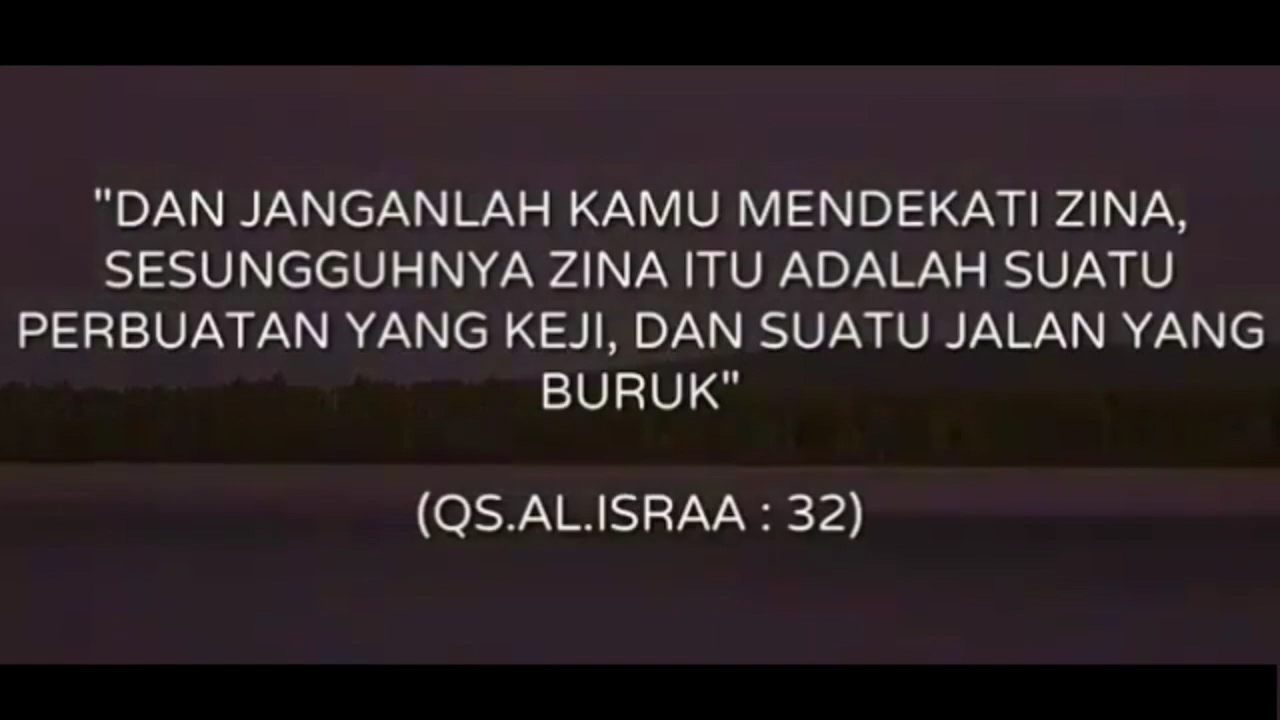 "DAN JANGANLAH KAMU MENDEKATI ZINA,
SESUNGGUHNYA ZINA ITU ADALAH SUATU
PERBUATAN YANG KEJI, DAN SUATU JALAN YANG
BURUK"
(QS.AL.ISRAA : 32)